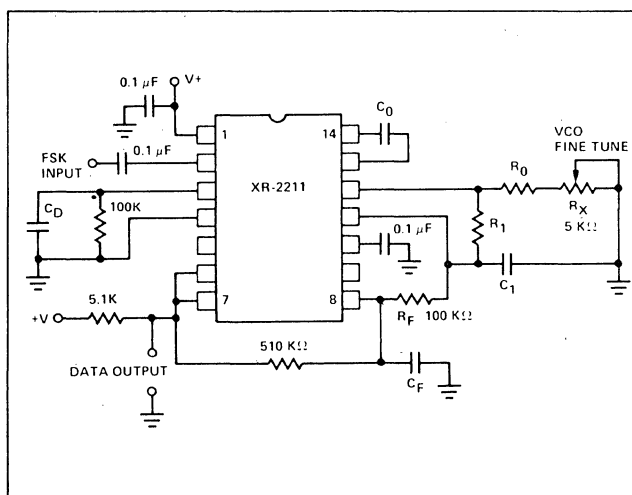 0.1 µF
V+
1
14
C0
VCO
FINE TUNE
FSK
INPUT
0.1 µF
XR-2211
R0
RX
5 KΩ
CD
100K
R1
0.1 µF
C1
5.1K
+V
7
8
RF
100 KΩ
510 KΩ
DATA OUTPUT
CF